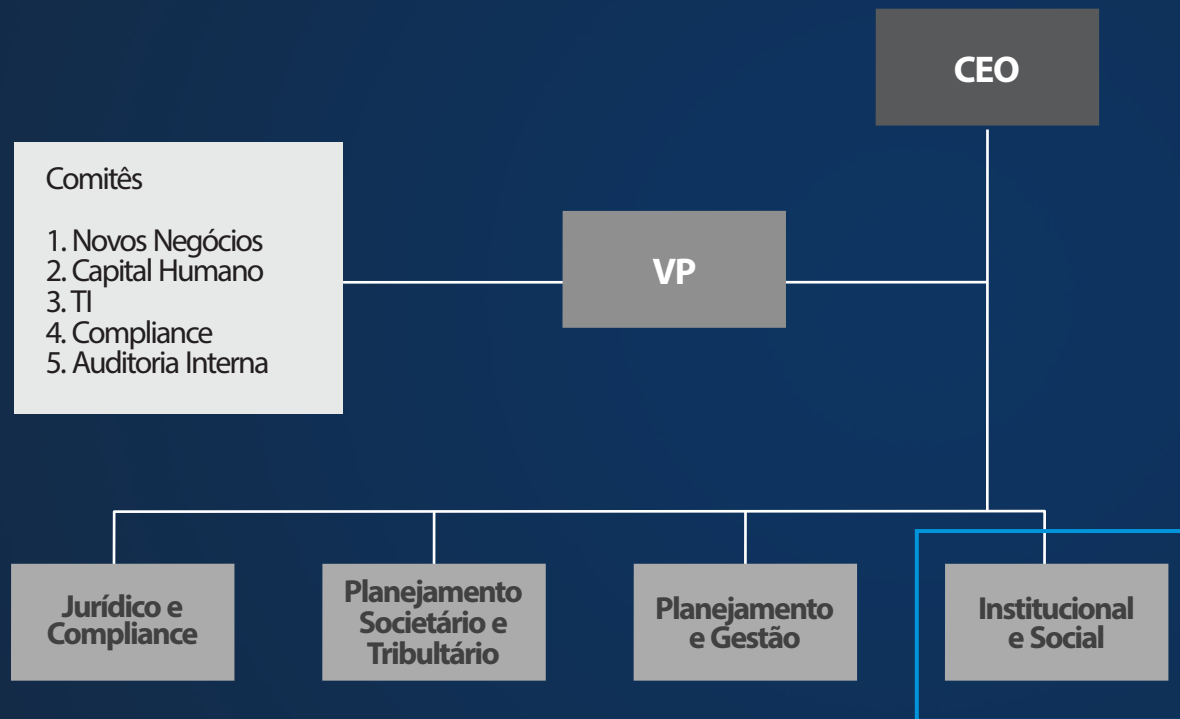 CEO
Comitês
1. Novos Negócios
2. Capital Humano
3. TI
4. Compliance
5. Auditoria Interna
VP
Jurídico e
Compliance
Planejamento
Societário e
Tribultário
Planejamento
e Gestão
Institucional
e Social